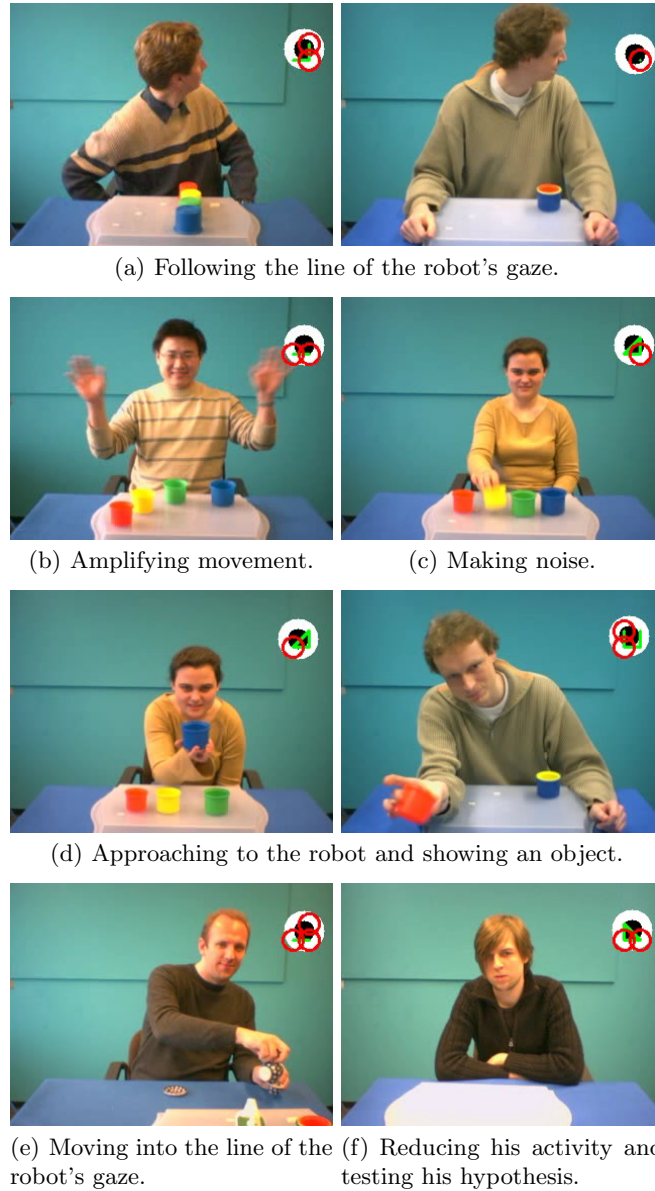 (a) Following the line of the robot's gaze.
(b) Amplifying movement.
(c) Making noise.
(d) Approaching to the robot and showing an object.
(e) Moving into the line of the
robot's gaze.
(f) Reducing his activity and
testing his hypothesis.